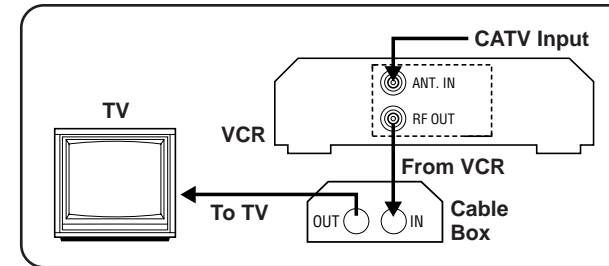 CATV Input
ANT. IN
TV
RF OUT
VCR
From VCR
To TV
OUT
IN
Cable
Box